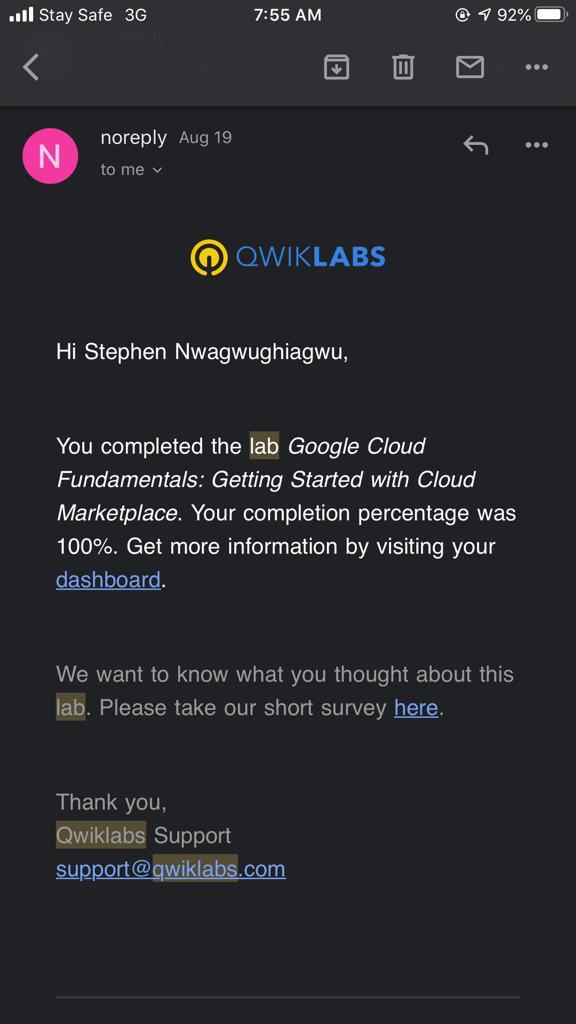 Stay Safe 3G 7:55 AM 92%
noreply Aug 19
to me
QWIKLABS
Hi Stephen Nwagwughiagwu,
You completed the lab Google Cloud
Fundamentals: Getting Started with Cloud
Marketplace. Your completion percentage was
100%. Get more information by visiting your
dashboard.
We want to know what you thought about this
lab. Please take our short survey here.
Thank you,
Qwiklabs Support
support@qwiklabs.com